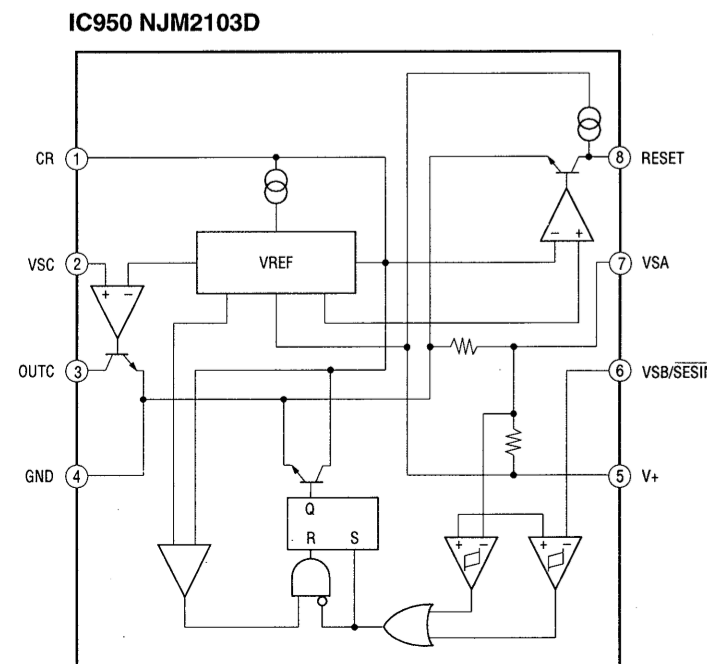 IC950 NJM2103D
CR 1
8 RESET
VSC 2
VREF
7 VSA
+ −
− +
OUTC 3
6
GND 4
5 V+
Q
R S
+ −
+ −